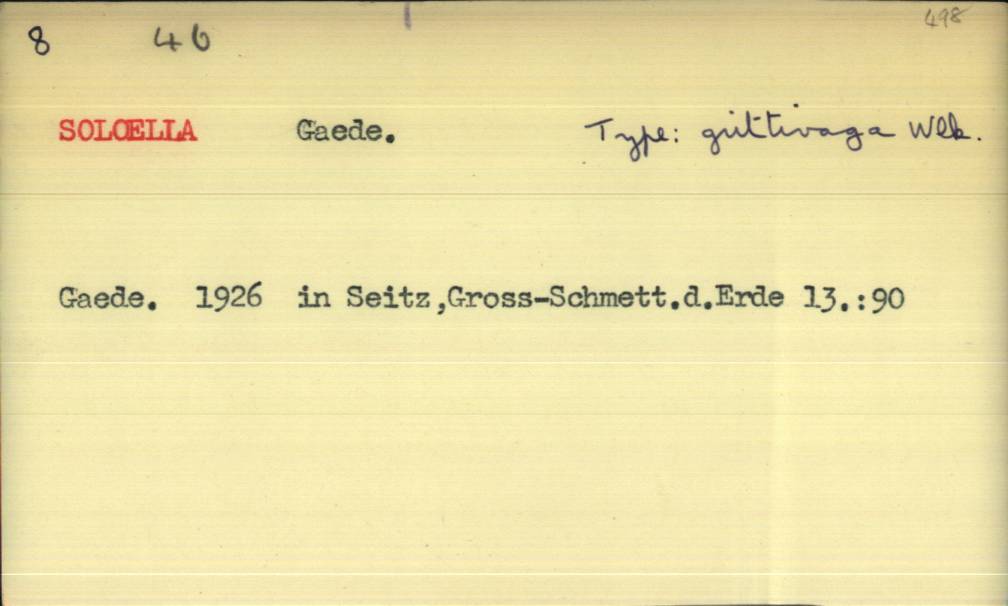 498
8 46
SOLOELLA Gaede. Type: guttivaga Wlk.
Gaede. 1926 in Seitz,Gross-Schmett.d.Erde 13.:90